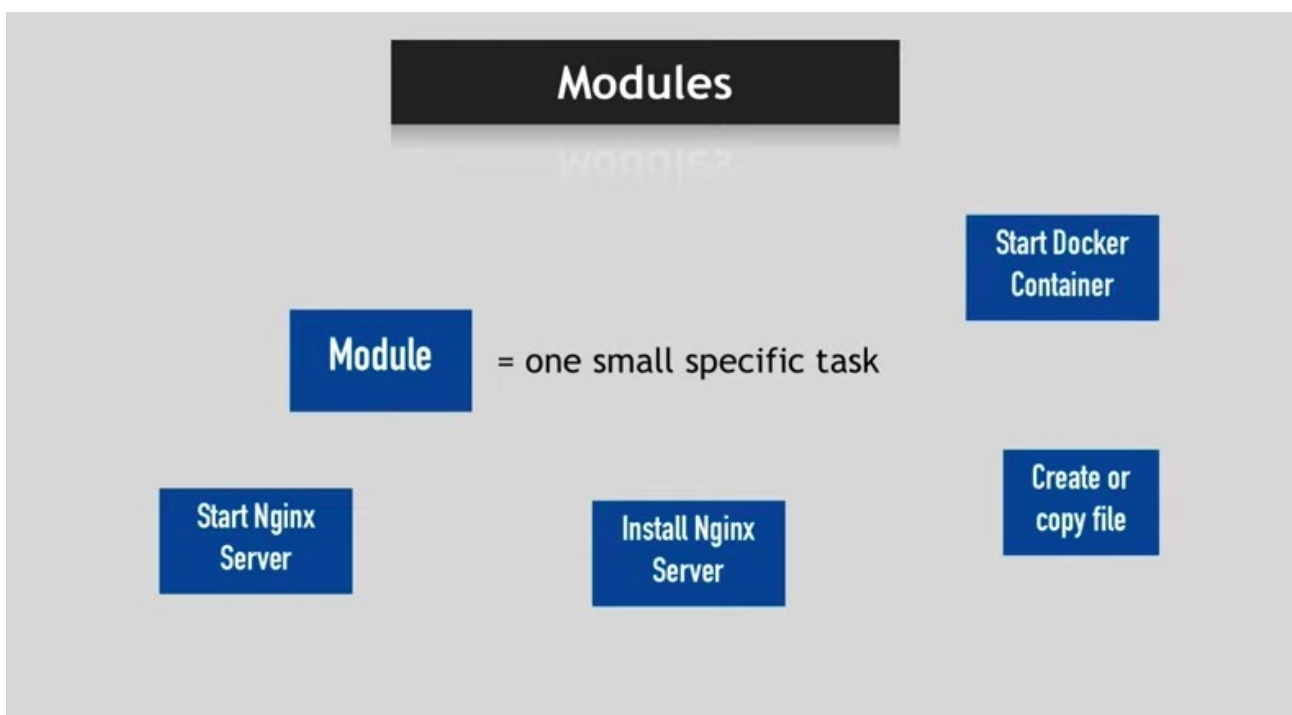 Modules
Start Docker
Container
Module
= one small specific task
Create or
copy file
Start Nginx
Server
Install Nginx
Server